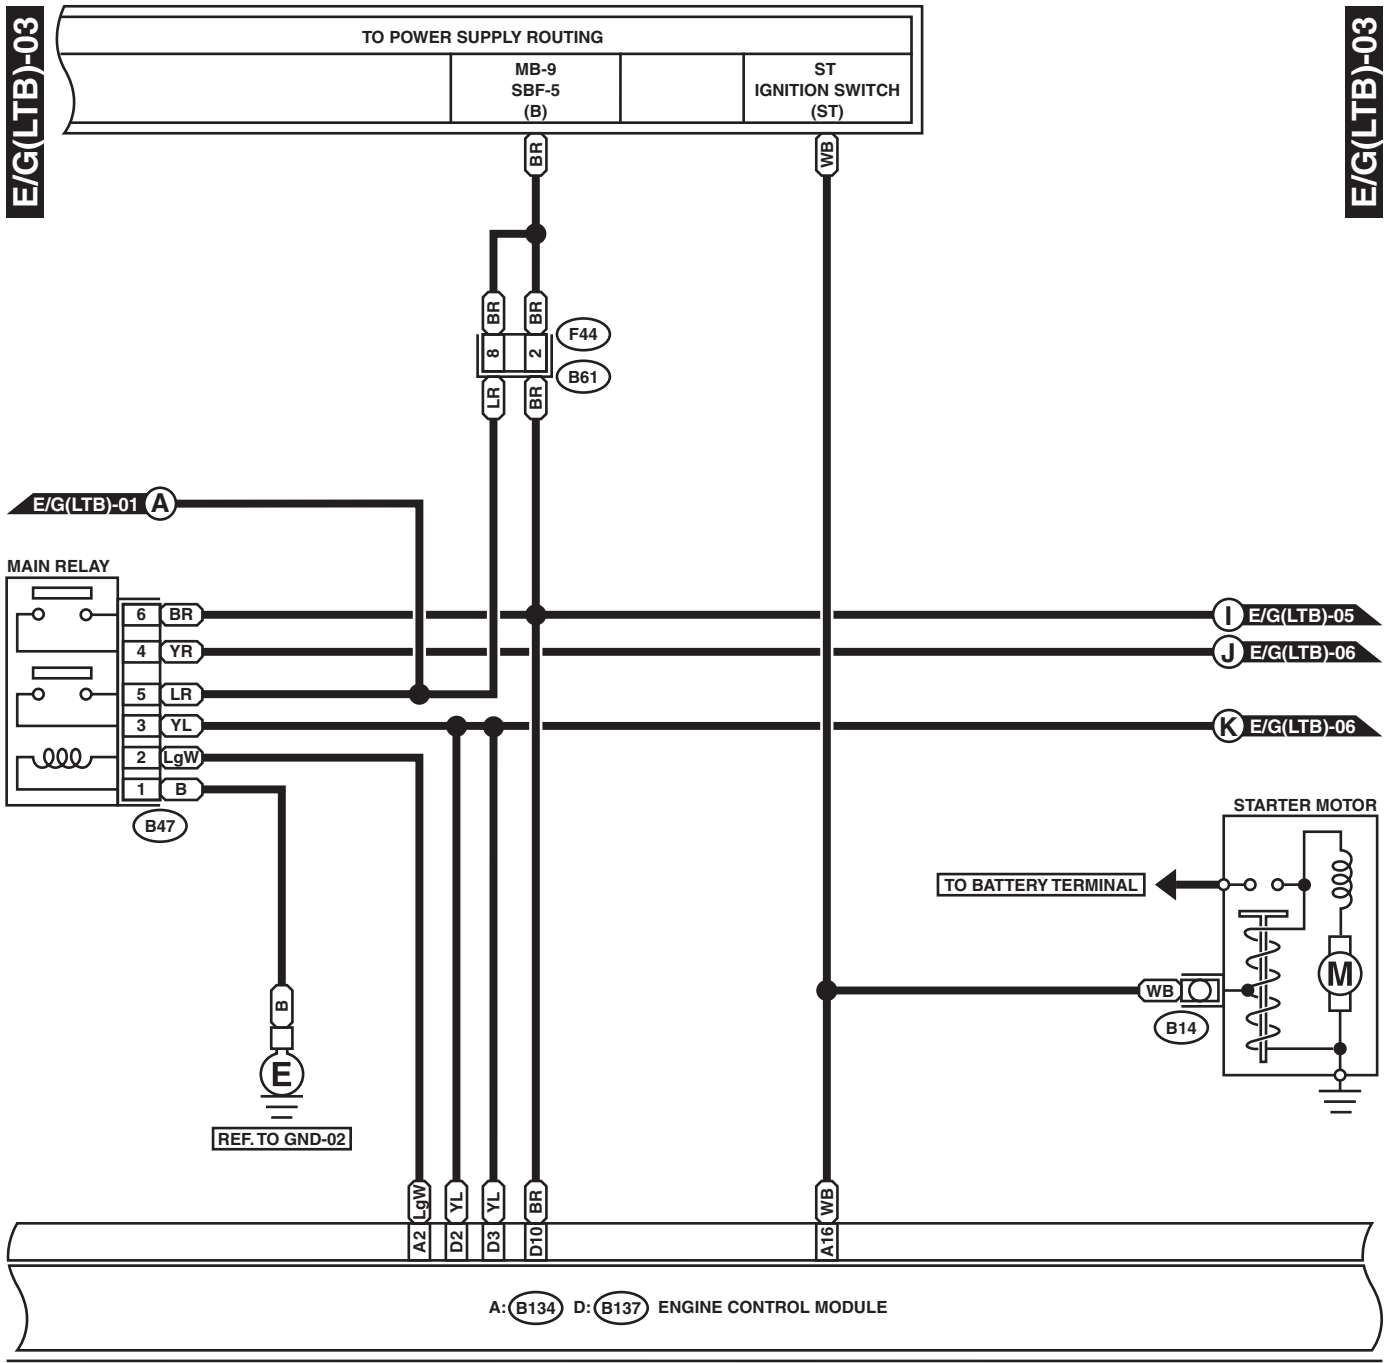 E/G(LTB)-03
E/G(LTB)-03
TO POWER SUPPLY ROUTING
MB-9
SBF-5
(B)
ST
IGNITION SWITCH
(ST)
BR
WB
BR
BR
8
2
F44
B61
LR
BR
E/G(LTB)-01
A
MAIN RELAY
6
BR
I
E/G(LTB)-05
4
YR
J
E/G(LTB)-06
5
LR
3
YL
K
E/G(LTB)-06
2
LgW
1
B
B47
STARTER MOTOR
TO BATTERY TERMINAL
M
WB
B14
B
E
REF. TO GND-02
LgW
YL
YL
BR
WB
A2
D2
D3
D10
A16
A: B134 D: B137 ENGINE CONTROL MODULE